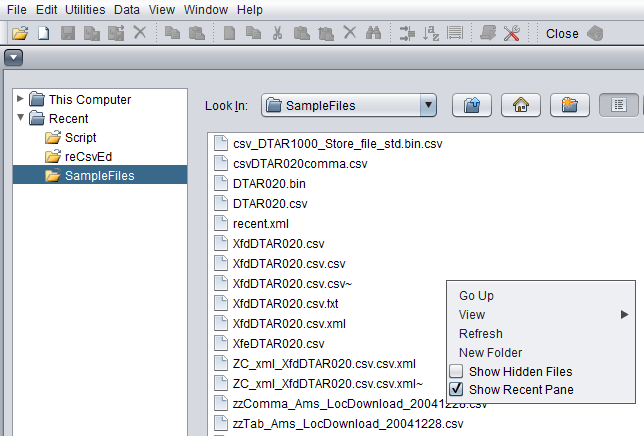 File Edit Utilities Data View Window Help
Close
This Computer
Recent
Script
reCsvEd
SampleFiles
Look In: SampleFiles
csv_DTAR1000_Store_file_std.bin.csv
csvDTAR020comma.csv
DTAR020.bin
DTAR020.csv
recent.xml
XfdDTAR020.csv
XfdDTAR020.csv.csv
XfdDTAR020.csv.csv~
XfdDTAR020.csv.txt
XfdDTAR020.csv.xml
XfeDTAR020.csv
ZC_xml_XfdDTAR020.csv.csv.xml
ZC_xml_XfdDTAR020.csv.csv.xml~
zzComma_Ams_LocDownload_20041228.csv
zzTab_Ams_LocDownload_20041228.csv
Go Up
View
Refresh
New Folder
Show Hidden Files
Show Recent Pane